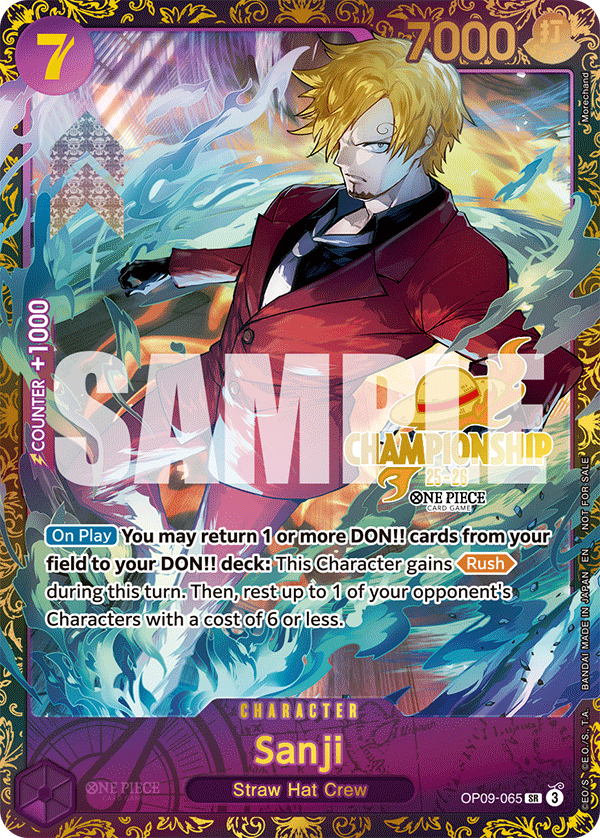 7
7000
打
Morechand
COUNTER +1000
SAMPLE
CHAMPIONSHIP
25-26
ONE PIECE
CARD GAME
On Play You may return 1 or more DON!! cards from your
field to your DON!! deck: This Character gains Rush
during this turn. Then, rest up to 1 of your opponent's
Characters with a cost of 6 or less.
CHARACTER
Sanji
Straw Hat Crew
ONE PIECE
CARD GAME
OP09-065 SR 3
©E.O/S. ©E.O./S., T.A. BANDAI MADE IN JAPAN EN NOT FOR SALE